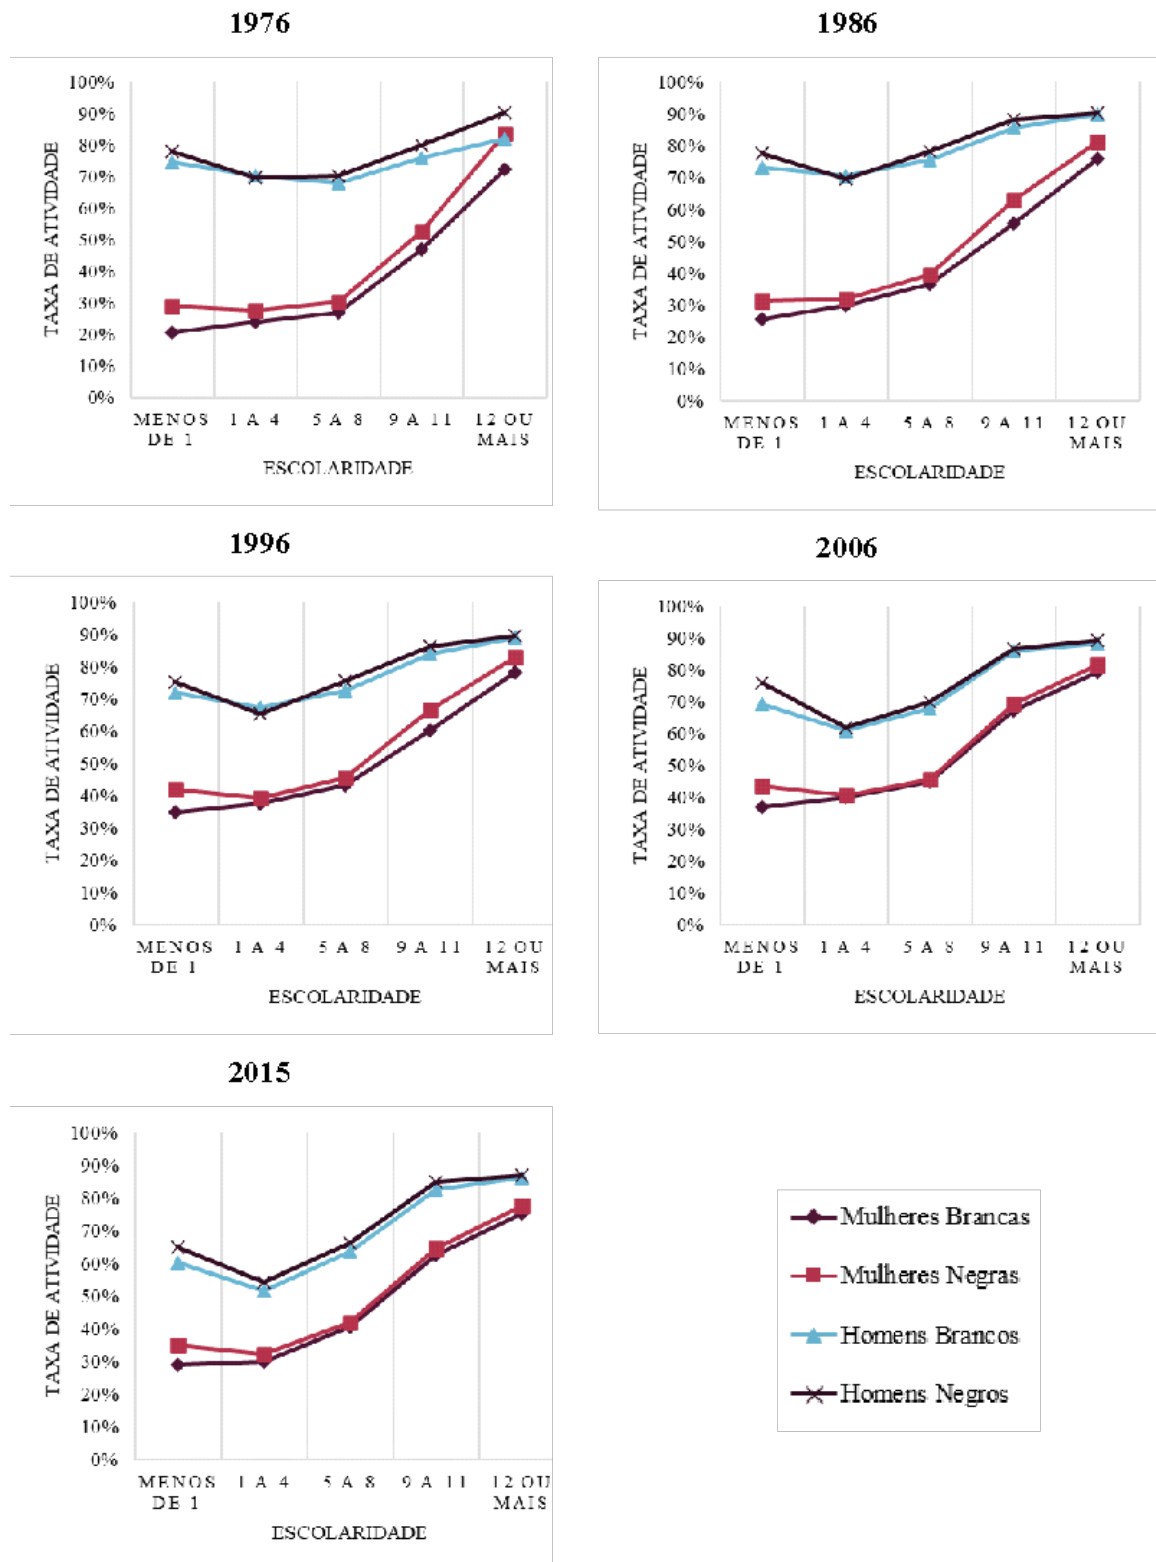 1976
100%
90%
80%
70%
60%
50%
40%
30%
20%
10%
0%
TAXA DE ATIVIDADE
MENOS DE 1
1 A 4
5 A 8
9 A 11
12 OU MAIS
ESCOLARIDADE
1986
100%
90%
80%
70%
60%
50%
40%
30%
20%
10%
0%
TAXA DE ATIVIDADE
MENOS DE 1
1 A 4
5 A 8
9 A 11
12 OU MAIS
ESCOLARIDADE
1996
100%
90%
80%
70%
60%
50%
40%
30%
20%
10%
0%
TAXA DE ATIVIDADE
MENOS DE 1
1 A 4
5 A 8
9 A 11
12 OU MAIS
ESCOLARIDADE
2006
100%
90%
80%
70%
60%
50%
40%
30%
20%
10%
0%
TAXA DE ATIVIDADE
MENOS DE 1
1 A 4
5 A 8
9 A 11
12 OU MAIS
ESCOLARIDADE
2015
100%
90%
80%
70%
60%
50%
40%
30%
20%
10%
0%
TAXA DE ATIVIDADE
MENOS DE 1
1 A 4
5 A 8
9 A 11
12 OU MAIS
ESCOLARIDADE
Mulheres Brancas
Mulheres Negras
Homens Brancos
Homens Negros